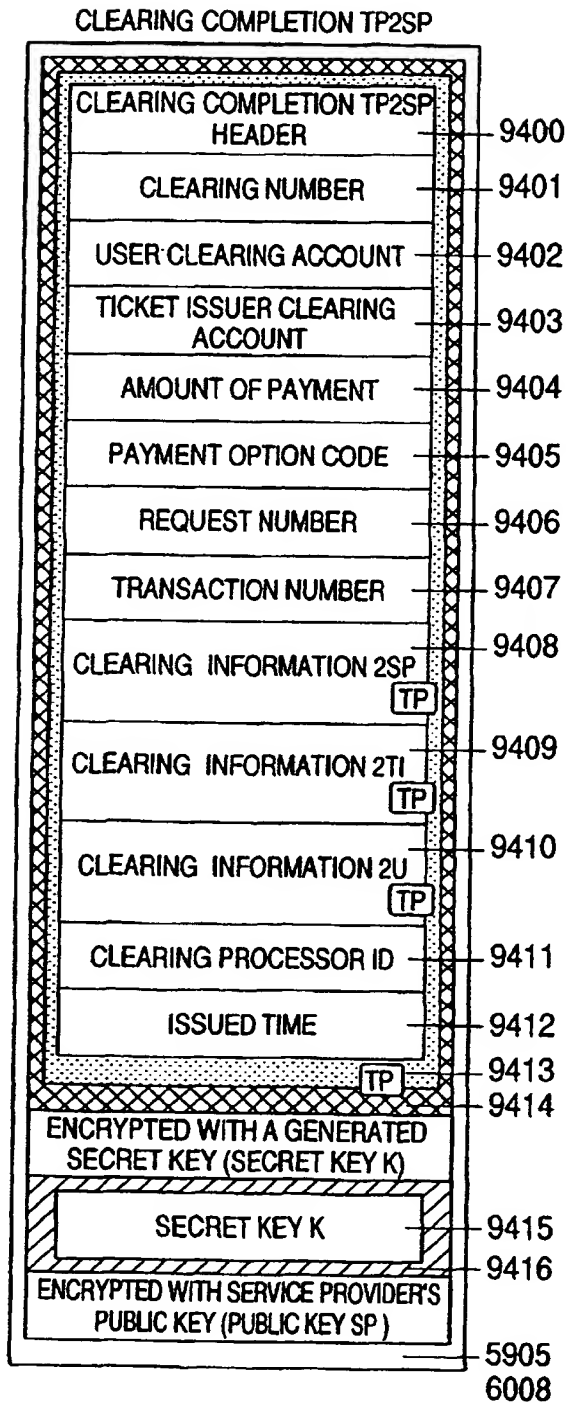 CLEARING COMPLETION TP2SP
CLEARING COMPLETION TP2SP
HEADER
9400
CLEARING NUMBER
9401
USER CLEARING ACCOUNT
9402
TICKET ISSUER CLEARING
ACCOUNT
9403
AMOUNT OF PAYMENT
9404
PAYMENT OPTION CODE
9405
REQUEST NUMBER
9406
TRANSACTION NUMBER
9407
CLEARING INFORMATION 2SP
TP
9408
CLEARING INFORMATION 2TI
TP
9409
CLEARING INFORMATION 2U
TP
9410
CLEARING PROCESSOR ID
9411
ISSUED TIME
9412
TP
9413
9414
ENCRYPTED WITH A GENERATED
SECRET KEY (SECRET KEY K)
SECRET KEY K
9415
9416
ENCRYPTED WITH SERVICE PROVIDER'S
PUBLIC KEY (PUBLIC KEY SP)
5905
6008